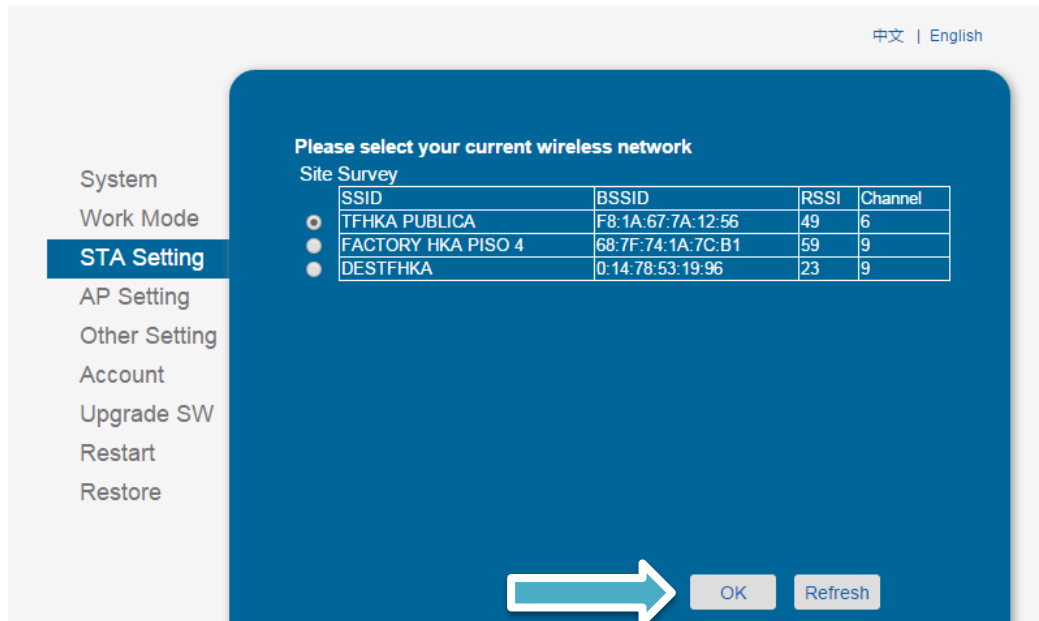 中文 | English
Please select your current wireless network
Site Survey
SSID BSSID RSSI Channel
TFHKA PUBLICA F8:1A:67:7A:12:56 49 6
FACTORY HKA PISO 4 68:7F:74:1A:7C:B1 59 9
DESTFHKA 0:14:78:53:19:96 23 9
System
Work Mode
STA Setting
AP Setting
Other Setting
Account
Upgrade SW
Restart
Restore
OK Refresh